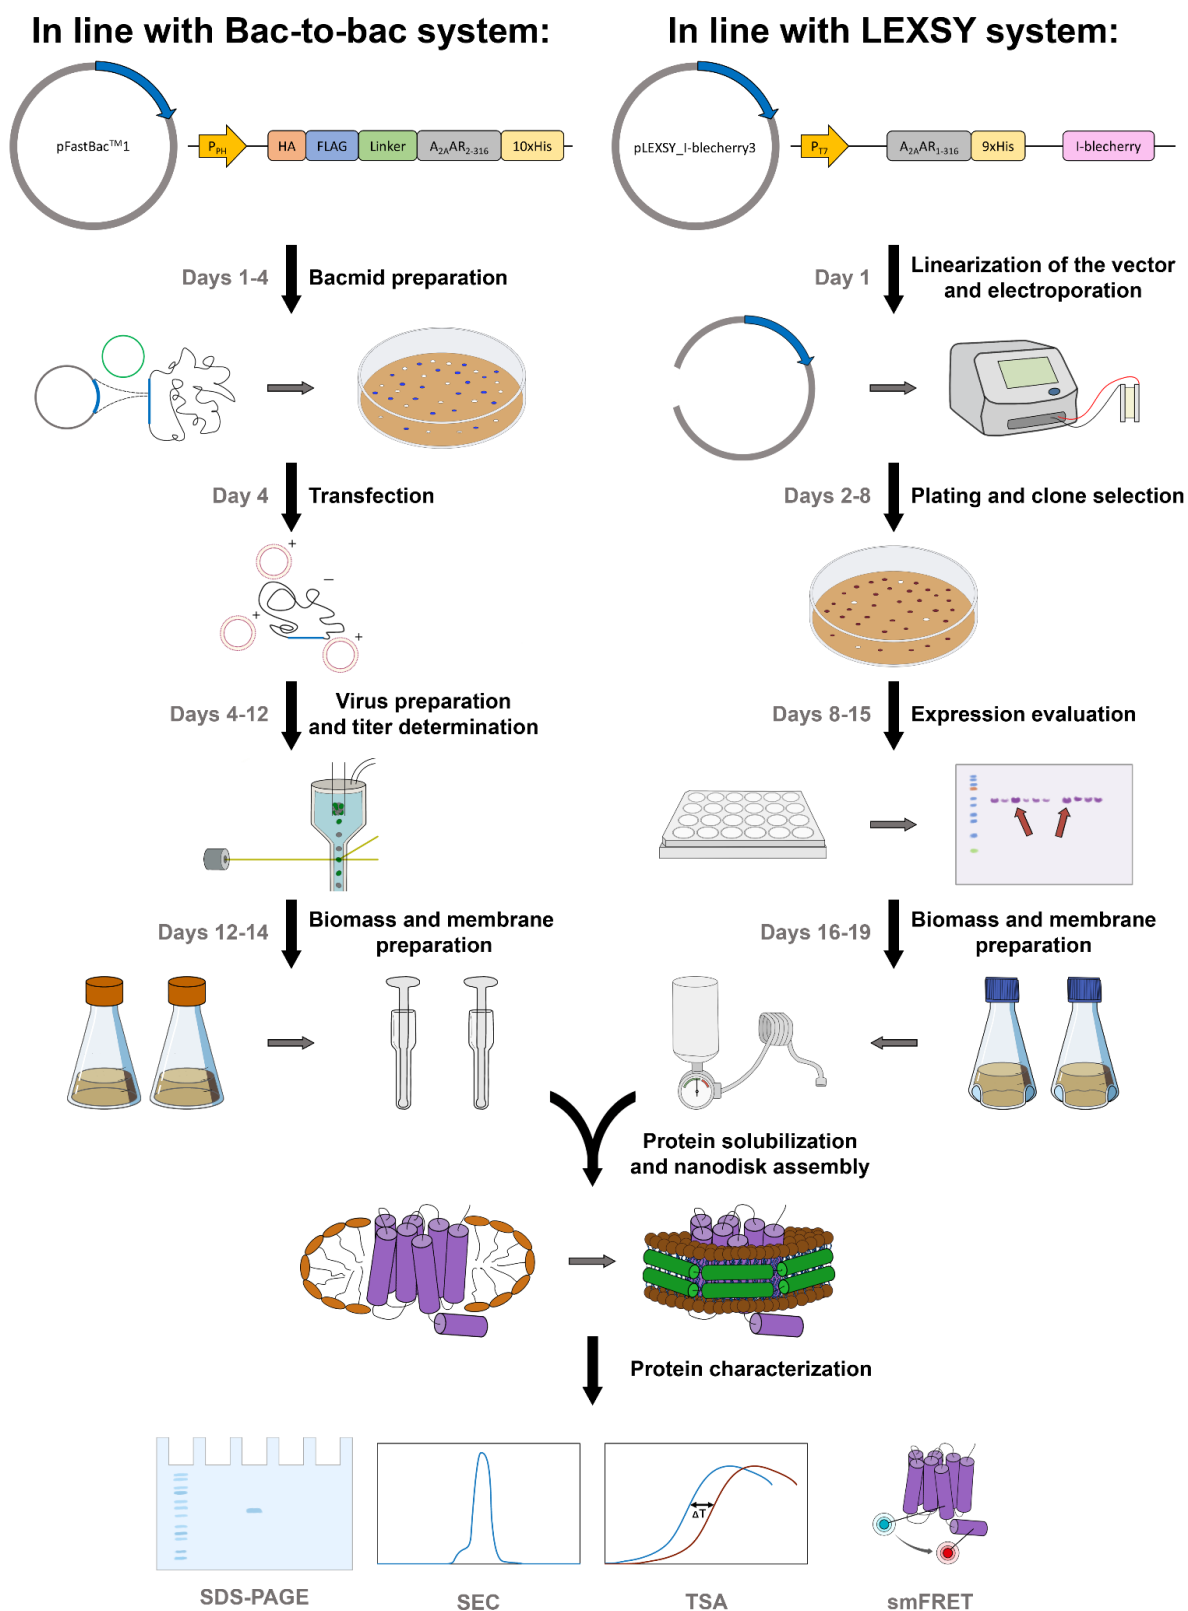 In line with Bac-to-bac system:
In line with LEXSY system:
pFastBac™1
P_PH
HA
FLAG
Linker
A_2AAR_2-316
10xHis
pLEXSY_I-blecherry3
P_T7
A_2AAR_1-316
9xHis
I-blecherry
Days 1-4
Bacmid preparation
Day 1
Linearization of the vector
and electroporation
Day 4
Transfection
Days 2-8
Plating and clone selection
+
−
+
+
Days 4-12
Virus preparation
and titer determination
Days 8-15
Expression evaluation
Days 12-14
Biomass and membrane
preparation
Days 16-19
Biomass and membrane
preparation
Protein solubilization
and nanodisk assembly
Protein characterization
ΔT
SDS-PAGE
SEC
TSA
smFRET